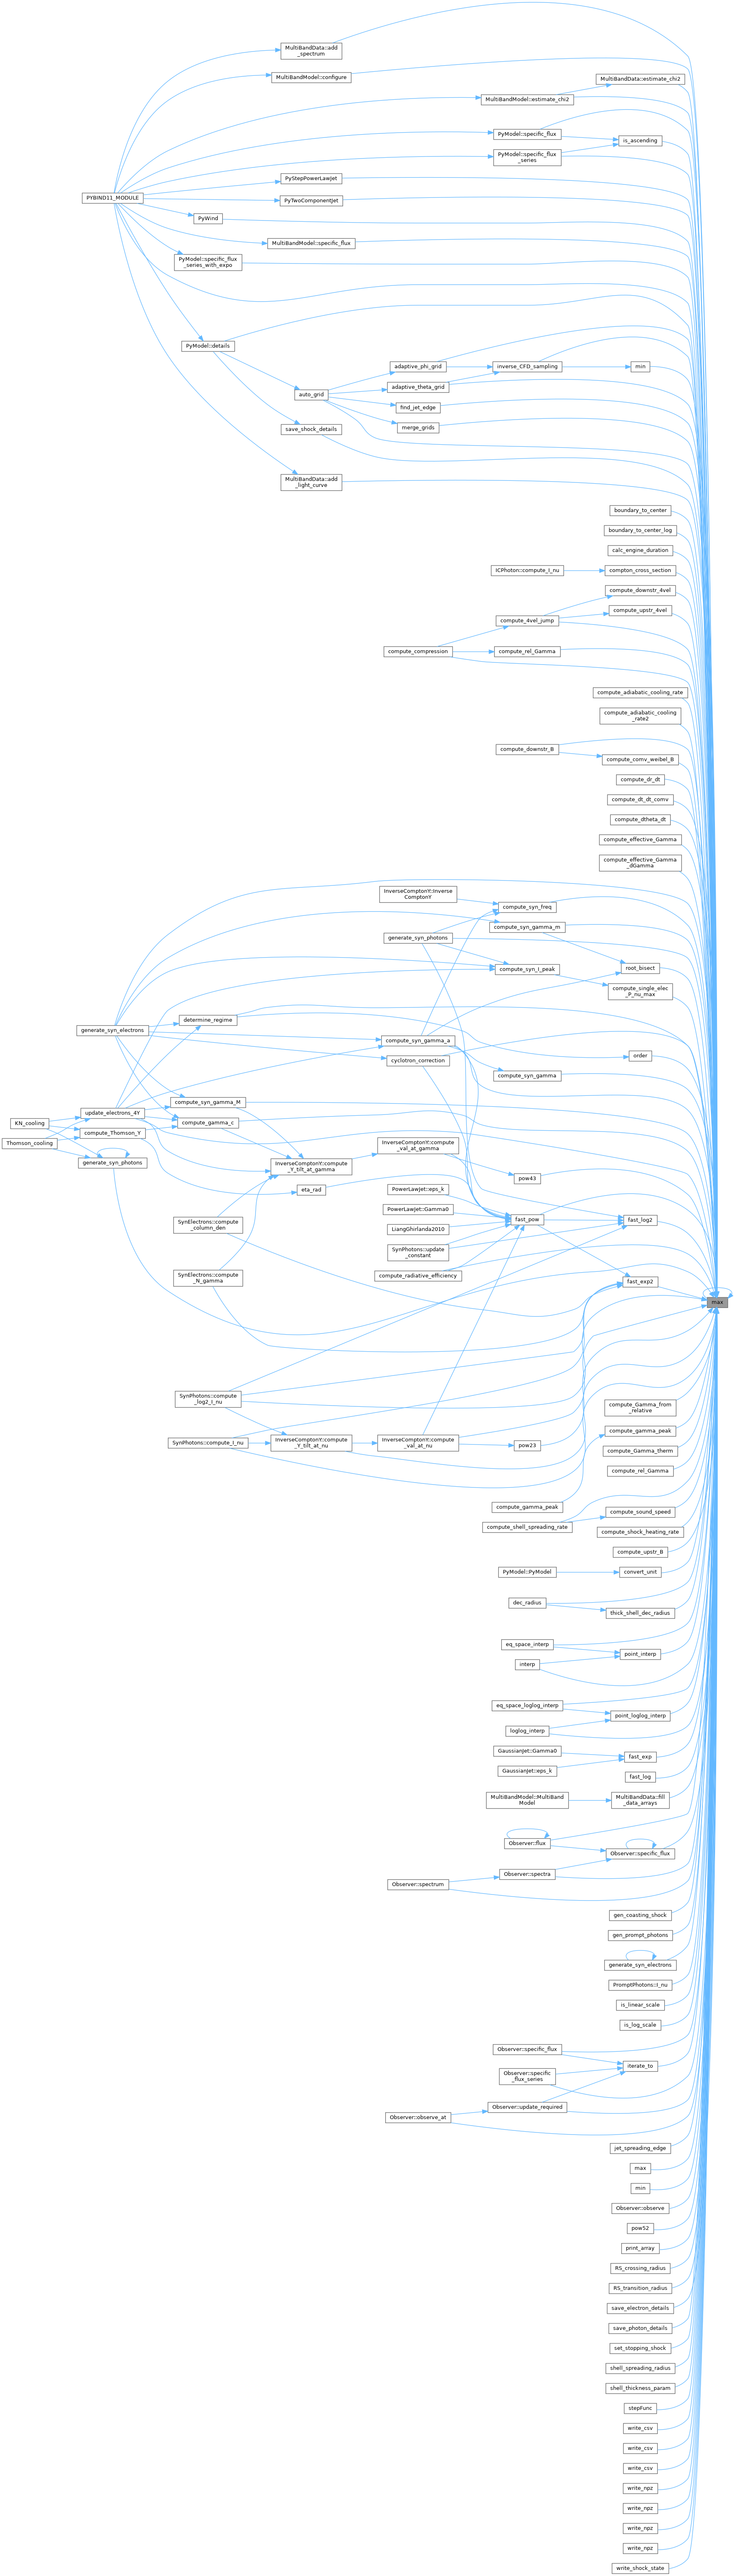 MultiBandData::add
_spectrum
MultiBandModel::configure
MultiBandData::estimate_chi2
MultiBandModel::estimate_chi2
PyModel::specific_flux
is_ascending
PyModel::specific_flux
_series
PyStepPowerLawJet
PYBIND11_MODULE
PyTwoComponentJet
PyWind
MultiBandModel::specific_flux
PyModel::specific_flux
_series_with_expo
PyModel::details
adaptive_phi_grid
inverse_CFD_sampling
min
adaptive_theta_grid
auto_grid
find_jet_edge
save_shock_details
merge_grids
MultiBandData::add
_light_curve
boundary_to_center
boundary_to_center_log
calc_engine_duration
ICPhoton::compute_I_nu
compton_cross_section
compute_downstr_4vel
compute_upstr_4vel
compute_4vel_jump
compute_compression
compute_rel_Gamma
compute_adiabatic_cooling_rate
compute_adiabatic_cooling
_rate2
compute_downstr_B
compute_comv_weibel_B
compute_dr_dt
compute_dt_dt_comv
compute_dtheta_dt
compute_effective_Gamma
compute_effective_Gamma
_dGamma
InverseComptonY::Inverse
ComptonY
compute_syn_freq
compute_syn_gamma_m
generate_syn_photons
root_bisect
compute_syn_I_peak
compute_single_elec
_P_nu_max
determine_regime
generate_syn_electrons
compute_syn_gamma_a
order
cyclotron_correction
compute_syn_gamma
compute_syn_gamma_M
update_electrons_4Y
KN_cooling
compute_gamma_c
compute_Thomson_Y
Thomson_cooling
InverseComptonY::compute
_val_at_gamma
generate_syn_photons
InverseComptonY::compute
_Y_tilt_at_gamma
pow43
eta_rad
PowerLawJet::eps_k
PowerLawJet::Gamma0
SynElectrons::compute
_column_den
LiangGhirlanda2010
fast_pow
fast_log2
SynPhotons::update
_constant
SynElectrons::compute
_N_gamma
compute_radiative_efficiency
fast_exp2
max
SynPhotons::compute
_log2_I_nu
compute_Gamma_from
_relative
compute_gamma_peak
SynPhotons::compute_I_nu
InverseComptonY::compute
_Y_tilt_at_nu
InverseComptonY::compute
_val_at_nu
pow23
compute_Gamma_therm
compute_rel_Gamma
compute_gamma_peak
compute_sound_speed
compute_shell_spreading_rate
compute_shock_heating_rate
compute_upstr_B
PyModel::PyModel
convert_unit
dec_radius
thick_shell_dec_radius
eq_space_interp
point_interp
interp
eq_space_loglog_interp
point_loglog_interp
loglog_interp
GaussianJet::Gamma0
fast_exp
GaussianJet::eps_k
fast_log
MultiBandModel::MultiBand
Model
MultiBandData::fill
_data_arrays
Observer::flux
Observer::specific_flux
Observer::spectra
Observer::spectrum
gen_coasting_shock
gen_prompt_photons
generate_syn_electrons
PromptPhotons::I_nu
is_linear_scale
is_log_scale
Observer::specific_flux
iterate_to
Observer::specific
_flux_series
Observer::update_required
Observer::observe_at
jet_spreading_edge
max
min
Observer::observe
pow52
print_array
RS_crossing_radius
RS_transition_radius
save_electron_details
save_photon_details
set_stopping_shock
shell_spreading_radius
shell_thickness_param
stepFunc
write_csv
write_csv
write_csv
write_npz
write_npz
write_npz
write_npz
write_shock_state